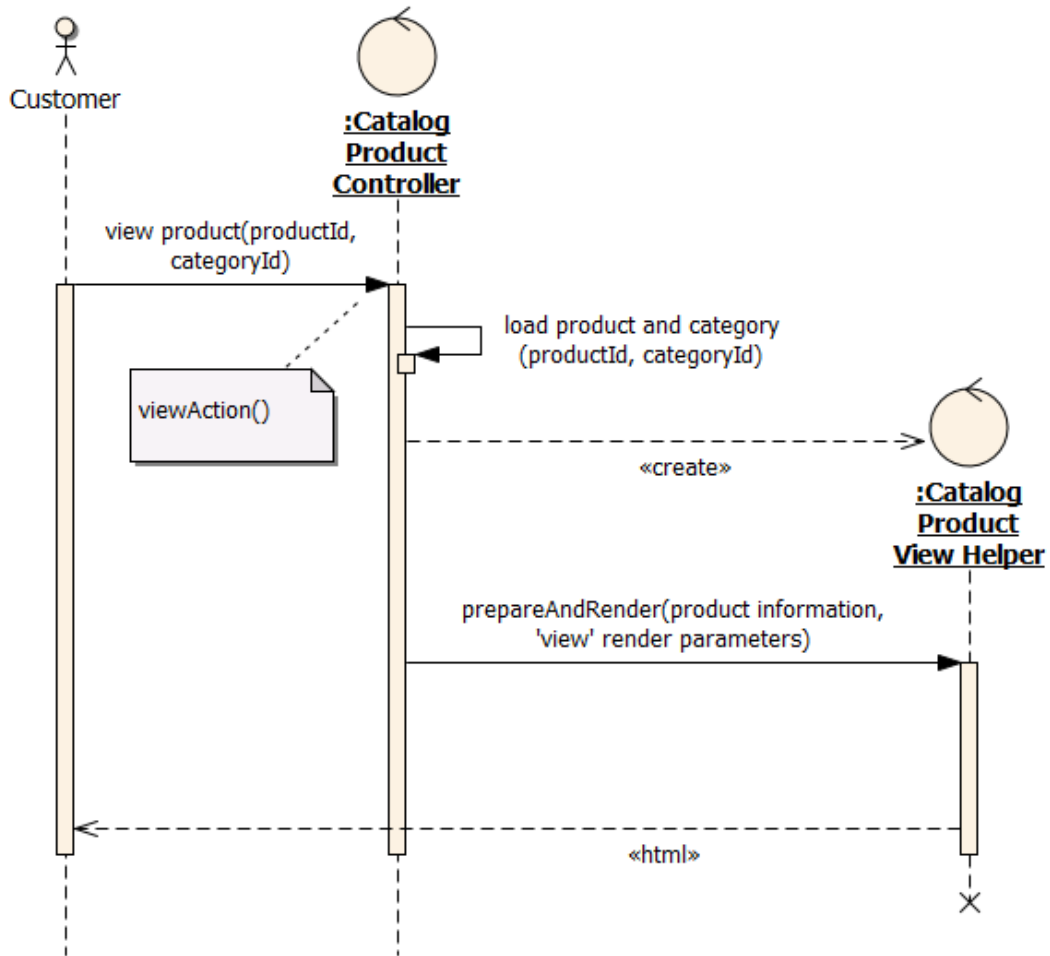 Customer
:Catalog
Product
Controller
view product(productId,
categoryId)
load product and category
(productId, categoryId)
viewAction()
«create»
:Catalog
Product
View Helper
prepareAndRender(product information,
'view' render parameters)
«html»